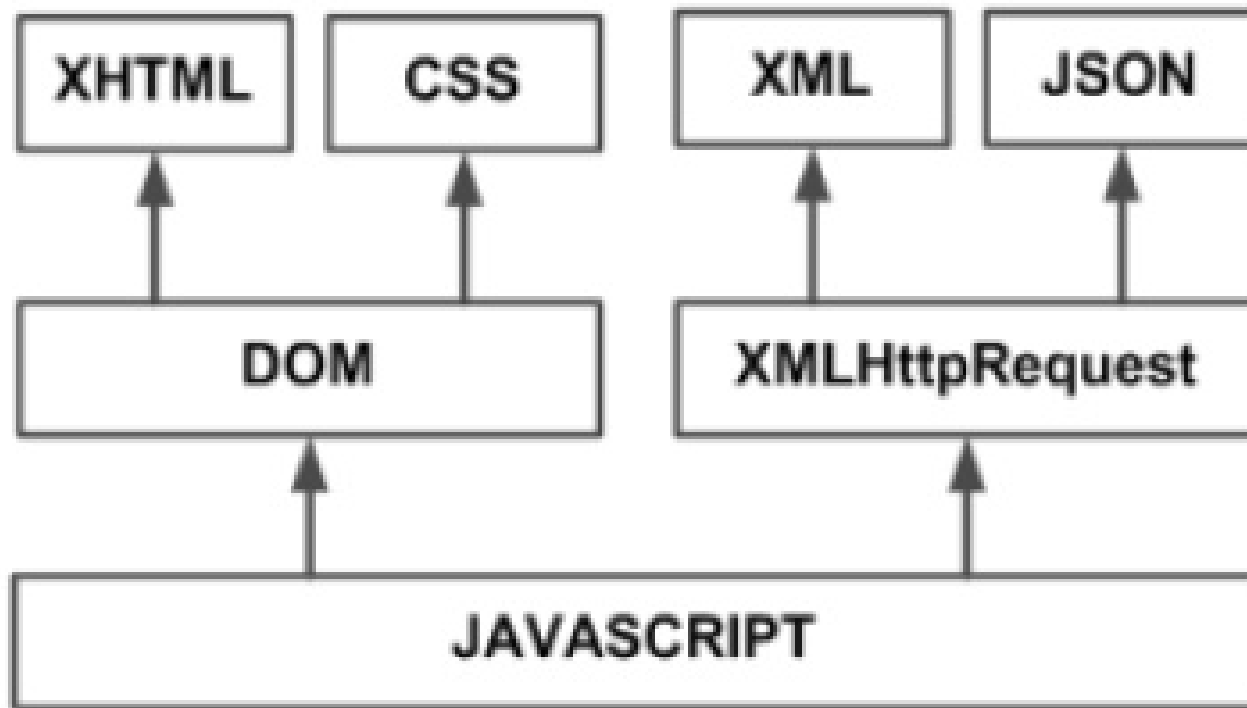 XHTML
CSS
XML
JSON
DOM
XMLHttpRequest
JAVASCRIPT